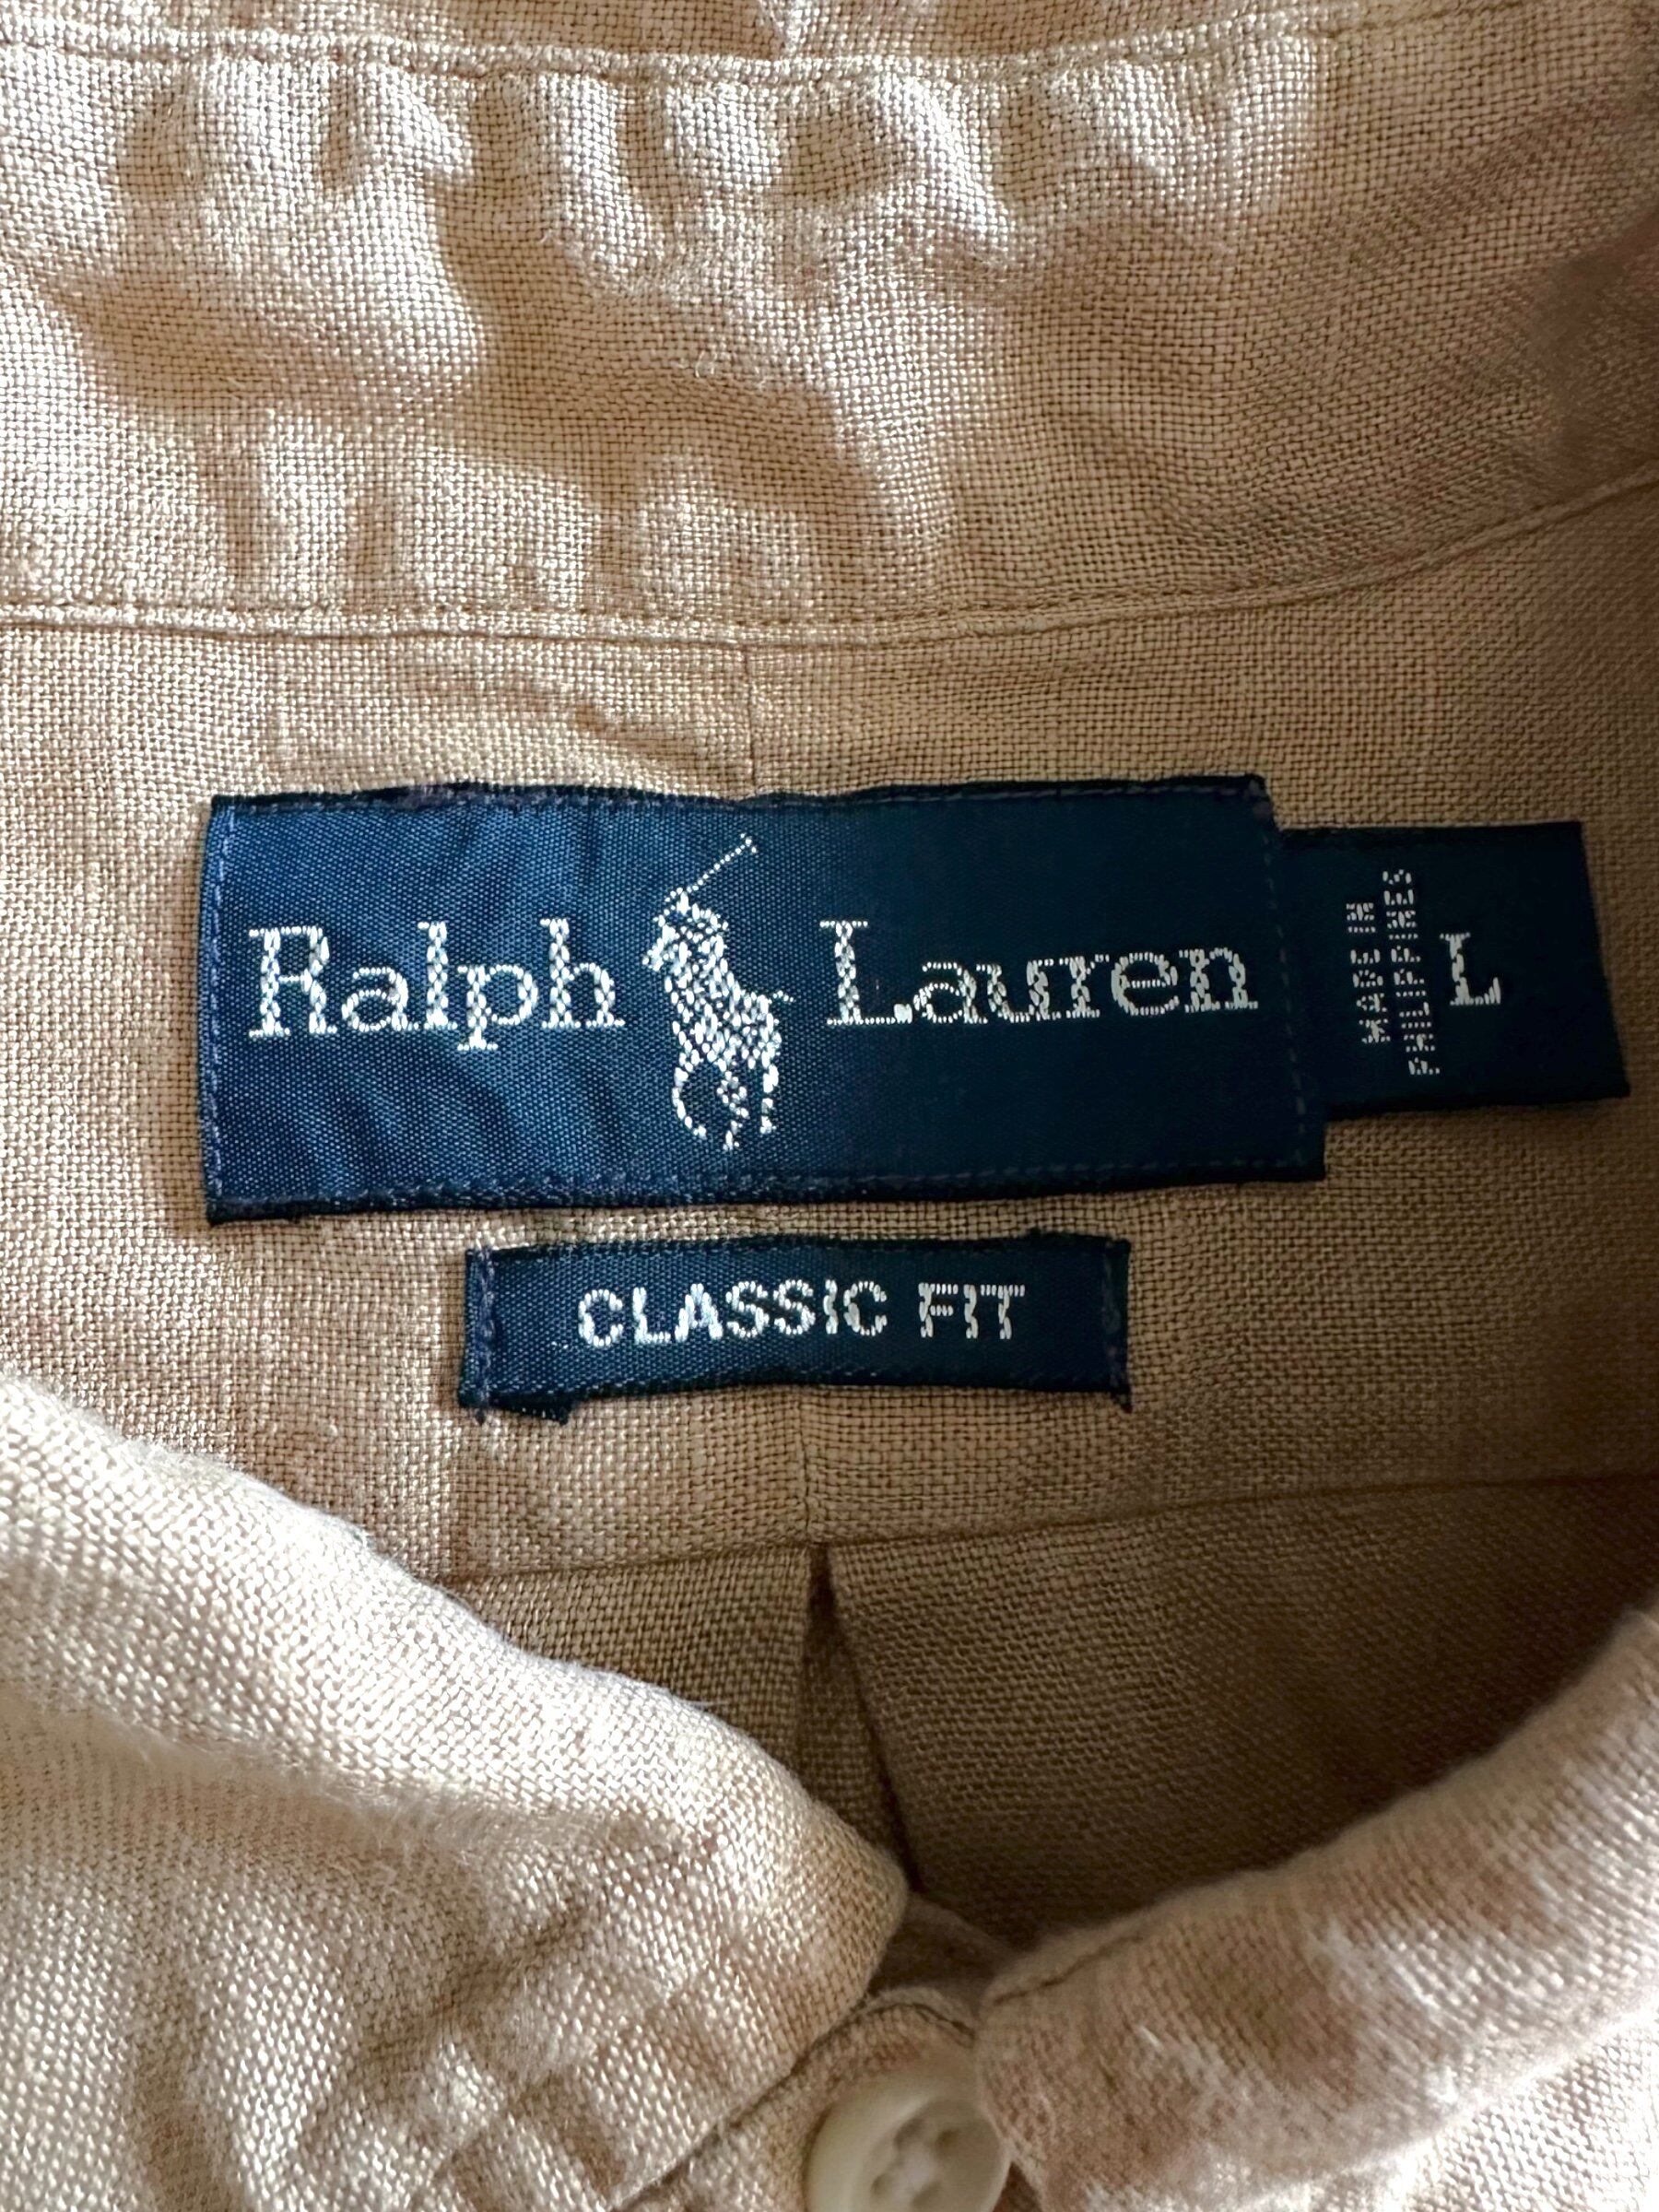 Ralph Lauren
MADE IN
PHILIPPINES
L
CLASSIC FIT